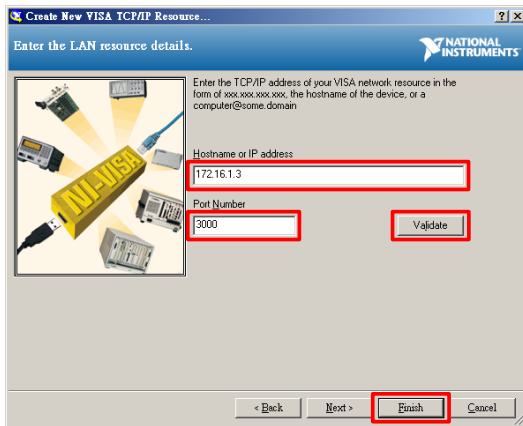 Create New VISA TCP/IP Resource...
Enter the LAN resource details.
NATIONAL
INSTRUMENTS
Enter the TCP/IP address of your VISA network resource in the
form of xxx.xxx.xxx.xxx, the hostname of the device, or a
computer@some.domain
Hostname or IP address
172.16.1.3
Port Number
3000
Validate
NI-VISA
< Back
Next >
Finish
Cancel